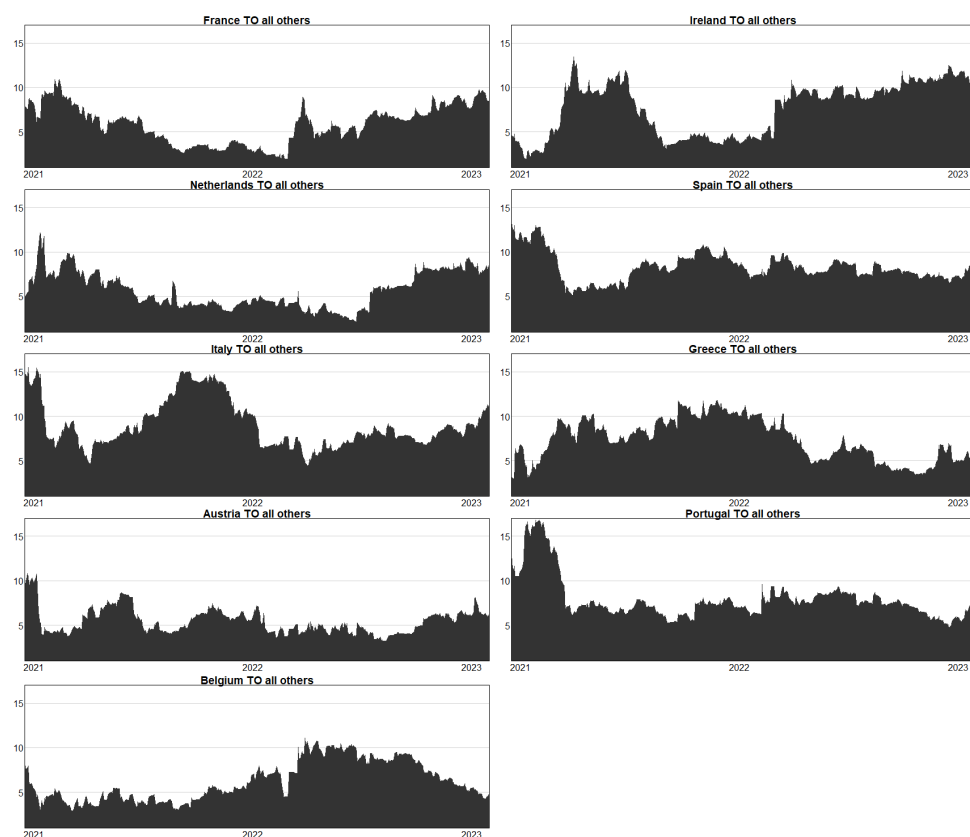 France TO all others
15
10
5
2021 2022 2023
Ireland TO all others
15
10
5
2021 2022 2023
Netherlands TO all others
15
10
5
2021 2022 2023
Spain TO all others
15
10
5
2021 2022 2023
Italy TO all others
15
10
5
2021 2022 2023
Greece TO all others
15
10
5
2021 2022 2023
Austria TO all others
15
10
5
2021 2022 2023
Portugal TO all others
15
10
5
2021 2022 2023
Belgium TO all others
15
10
5
2021 2022 2023